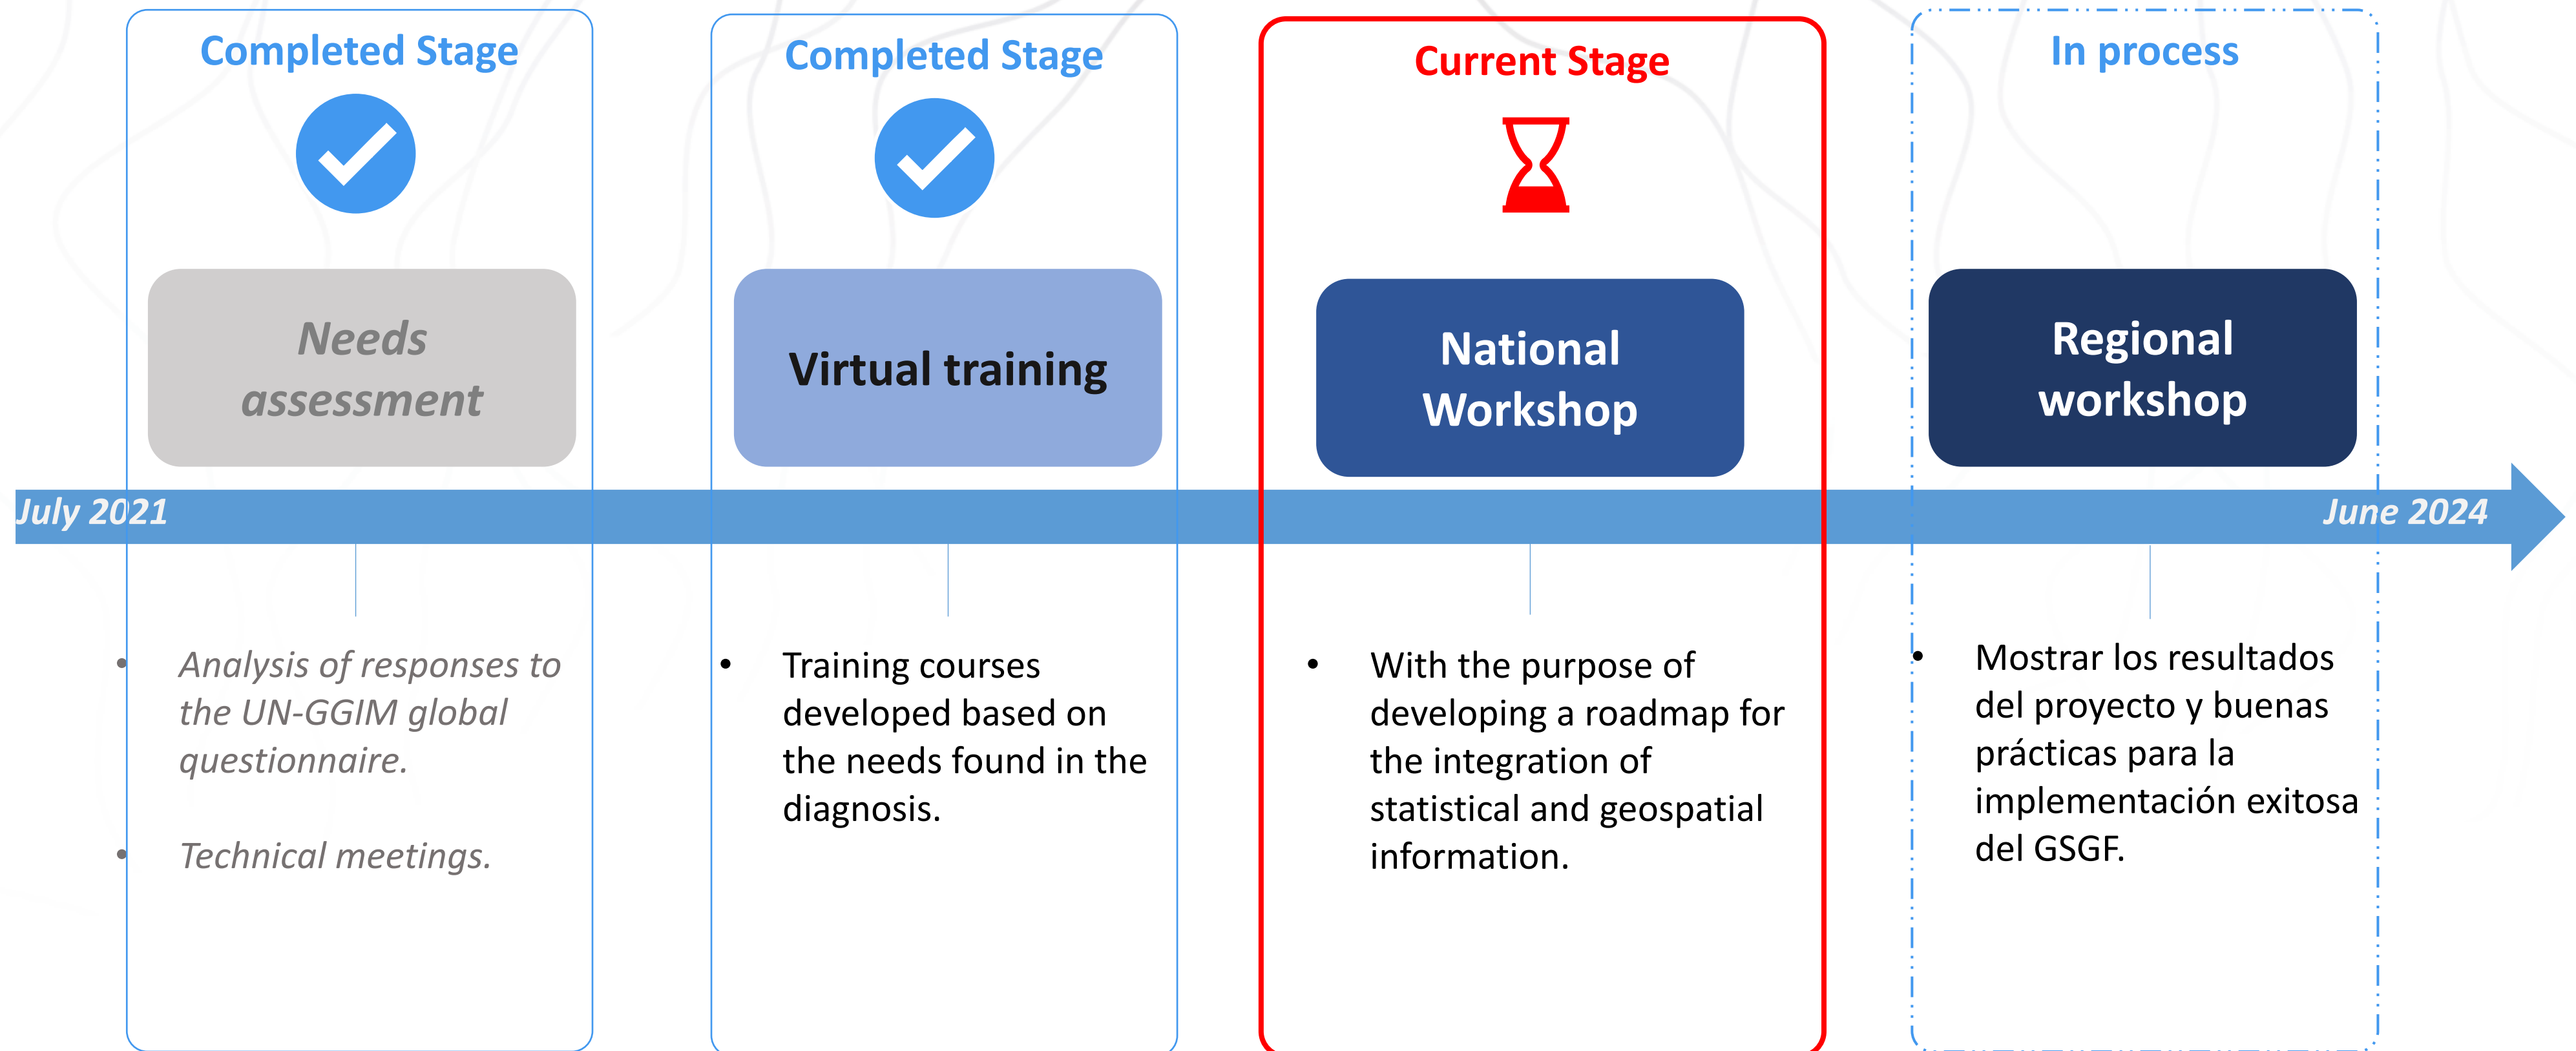 Completed Stage
Needs
assessment
• Analysis of responses to
the UN-GGIM global
questionnaire.
• Technical meetings.
Completed Stage
Virtual training
• Training courses
developed based on
the needs found in the
diagnosis.
Current Stage
National
Workshop
• With the purpose of
developing a roadmap for
the integration of
statistical and geospatial
information.
In process
Regional
workshop
• Mostrar los resultados
del proyecto y buenas
prácticas para la
implementación exitosa
del GSGF.
July 2021
June 2024